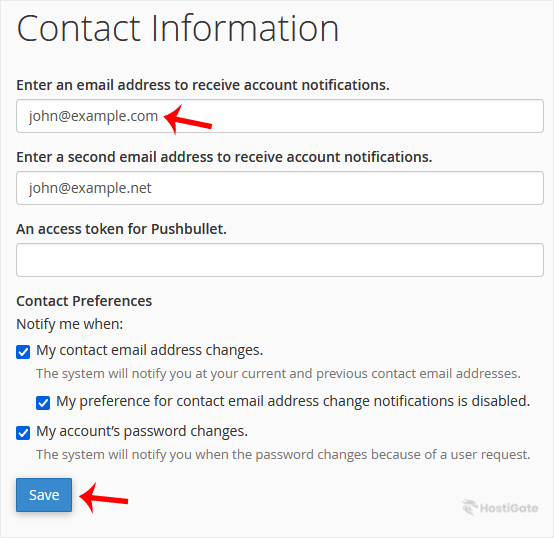 Contact Information
Enter an email address to receive account notifications.
john@example.com
Enter a second email address to receive account notifications.
john@example.net
An access token for Pushbullet.
Contact Preferences
Notify me when:
My contact email address changes.
The system will notify you at your current and previous contact email addresses.
My preference for contact email address change notifications is disabled.
My account’s password changes.
The system will notify you when the password changes because of a user request.
Save
HostiGate